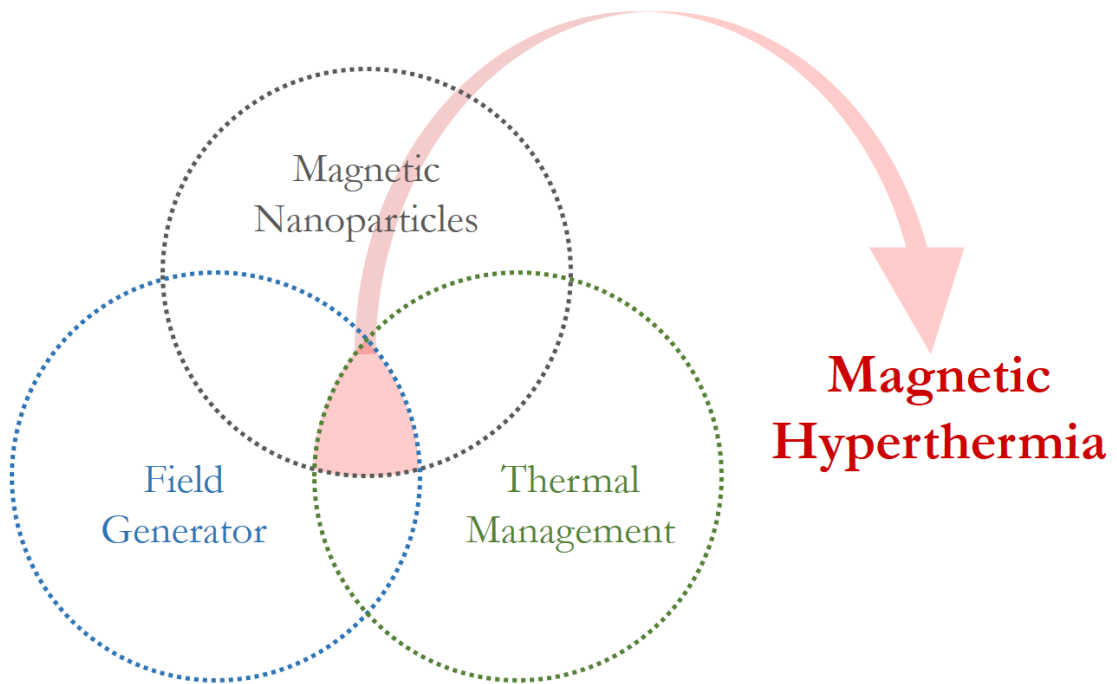 Magnetic
Nanoparticles
Field
Generator
Thermal
Management
Magnetic
Hyperthermia